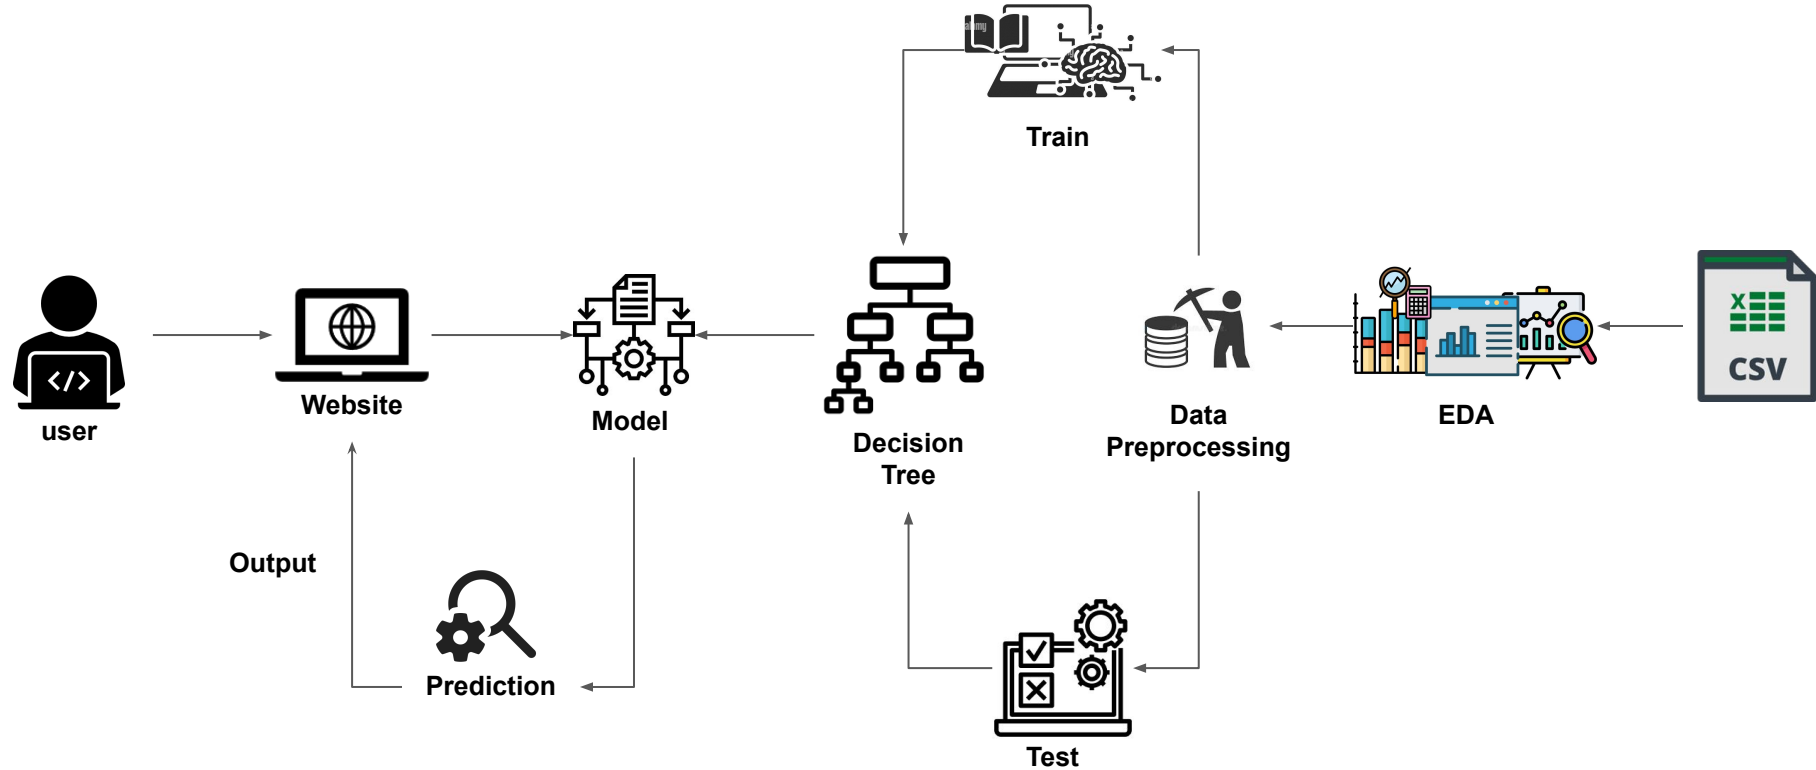 Train
X
CSV
</>
user
Website
Model
Decision
Tree
Data
Preprocessing
EDA
Output
Prediction
Test